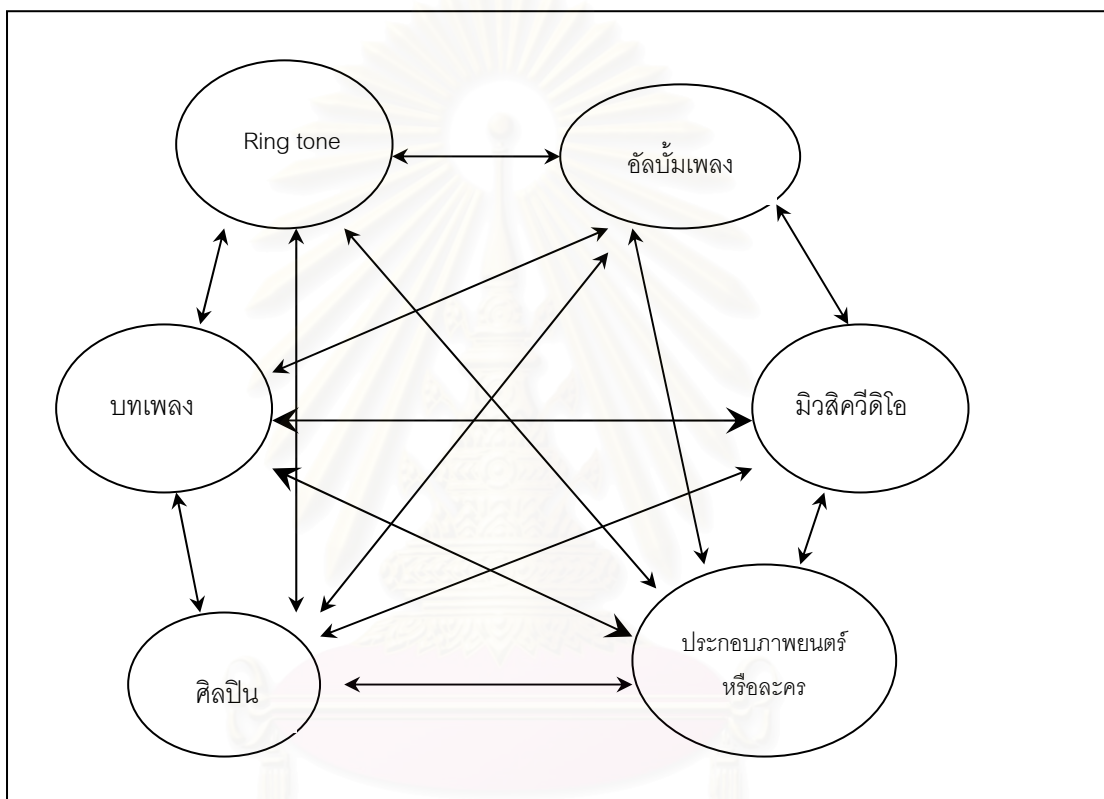 Ring tone
อัลบั้มเพลง
บทเพลง
มิวสิควีดิโอ
ศิลปิน
ประกอบภาพยนตร์
หรือละคร